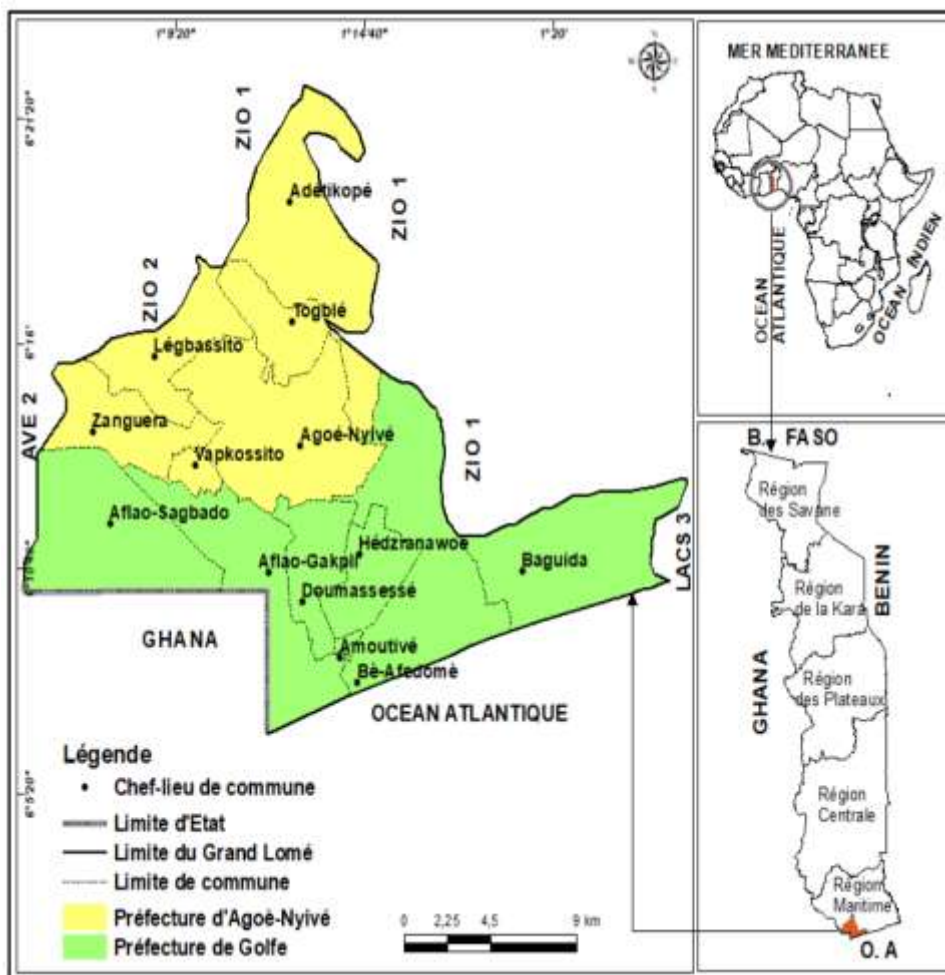 1°9'20"
1°14'40
1°20'
6°21'20"
6°16'
6°5'20"
ZIO 1
ZIO 1
ZIO 2
AVE 2
ZIO 1
LACS 3
Adétikopé
Togblé
Légbassito
Zanguera
Agoé-Nyivé
Vapkossito
Aflao-Sagbado
Hédzranawoé
Aflao-Gakpli
Baguida
Doumassessé
Amoutivé
Bè-Afedomè
GHANA
OCEAN ATLANTIQUE
Légende
Chef-lieu de commune
Limite d'Etat
Limite du Grand Lomé
Limite de commune
Préfecture d'Agoè-Nyivé
Préfecture de Golfe
0 2,25 4,5 9 km
MER MEDITERRANEE
OCEAN
ATLANTIQUE
OCEAN INDIEN
B. FASO
Région
des Savane
Région
de la Kara
BENIN
GHANA
Région
des Plateaux
Région
Centrale
Région
Maritime
O. A